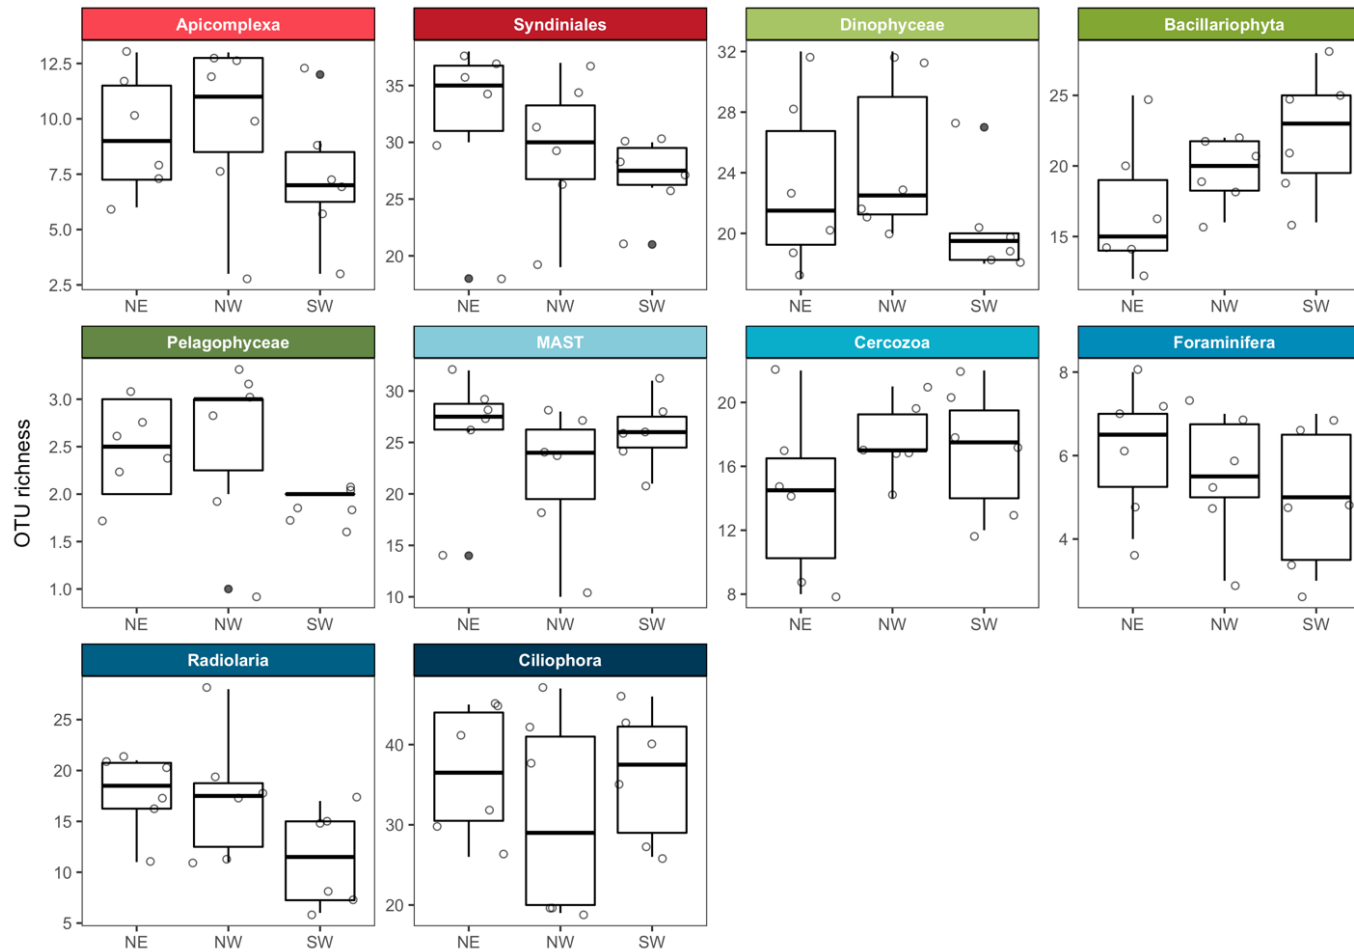 Apicomplexa
Syndiniales
Dinophyceae
Bacillariophyta
12.5
10.0
7.5
5.0
2.5
35
30
25
20
32
28
24
20
25
20
15
NE NW SW
NE NW SW
NE NW SW
NE NW SW
OTU richness
Pelagophyceae
MAST
Cercozoa
Foraminifera
3.0
2.5
2.0
1.5
1.0
30
25
20
15
10
20
16
12
8
8
6
4
NE NW SW
NE NW SW
NE NW SW
NE NW SW
Radiolaria
Ciliophora
25
20
15
10
5
40
30
20
NE NW SW
NE NW SW